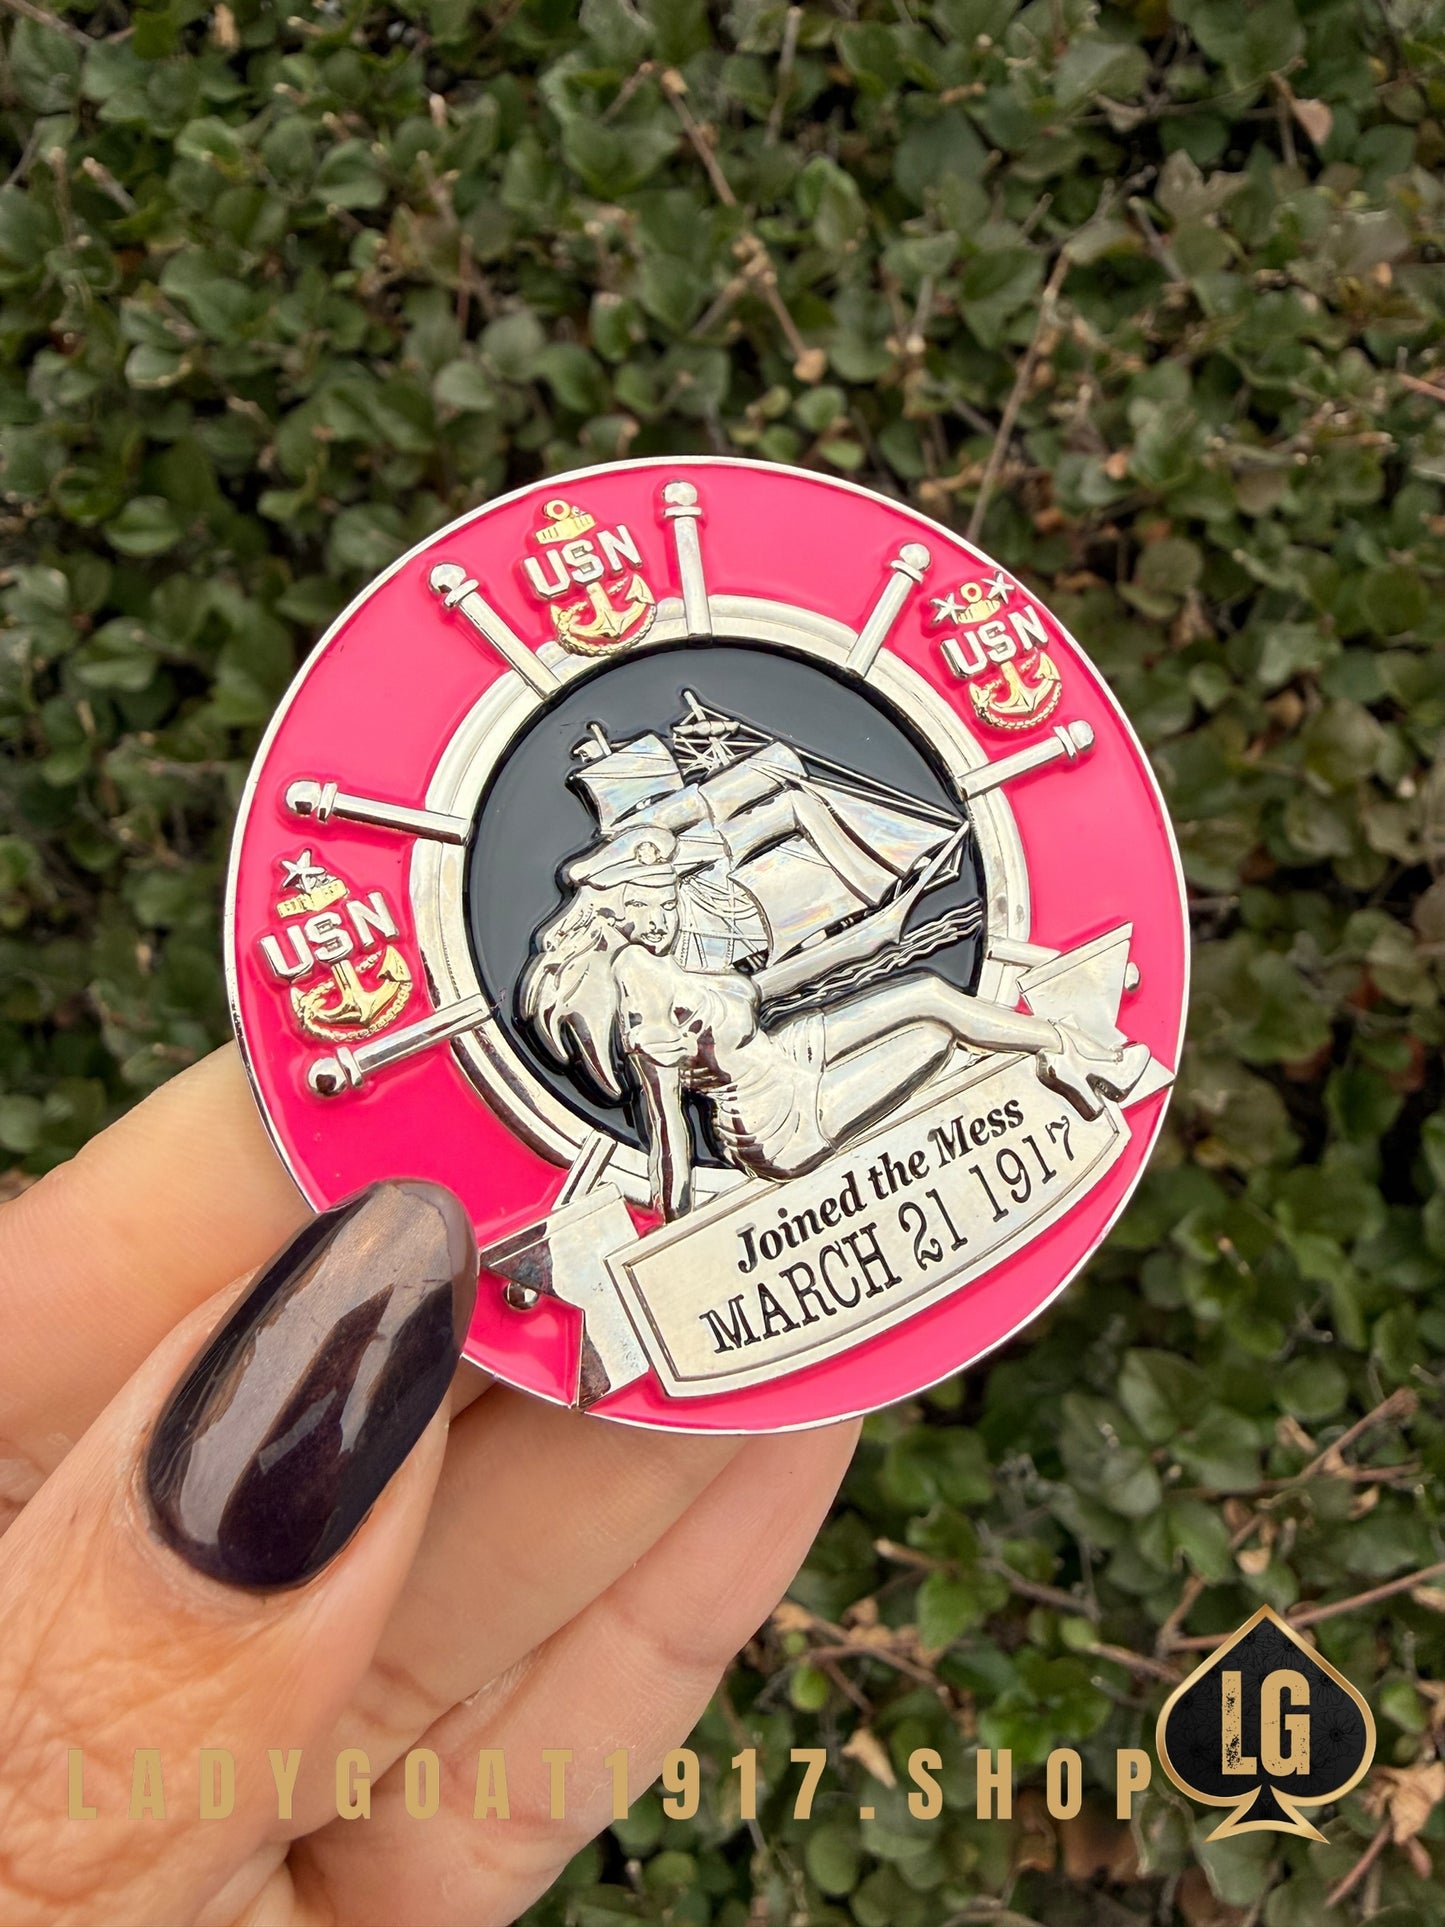 USN
USN
USN
Joined the Mess
MARCH 21 1917
LADYGOAT1917.SHOP
LG